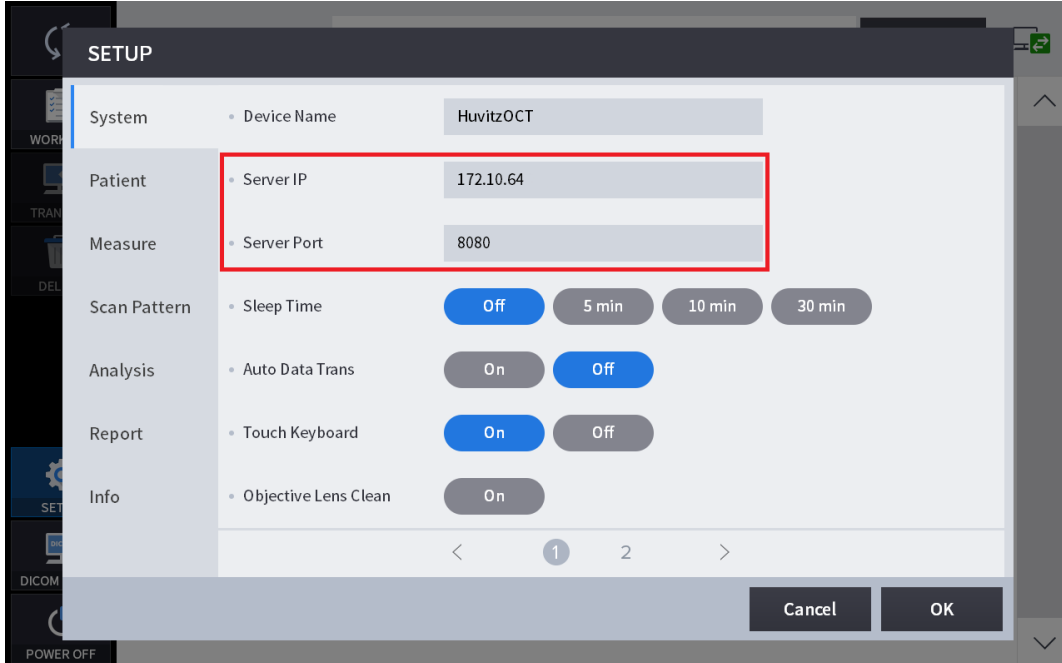 SETUP
System
Device Name
HuvitzOCT
Patient
Server IP
172.10.64
Measure
Server Port
8080
Scan Pattern
Sleep Time
Off
5 min
10 min
30 min
Analysis
Auto Data Trans
On
Off
Report
Touch Keyboard
On
Off
Info
Objective Lens Clean
On
1
2
Cancel
OK
DICOM
POWER OFF